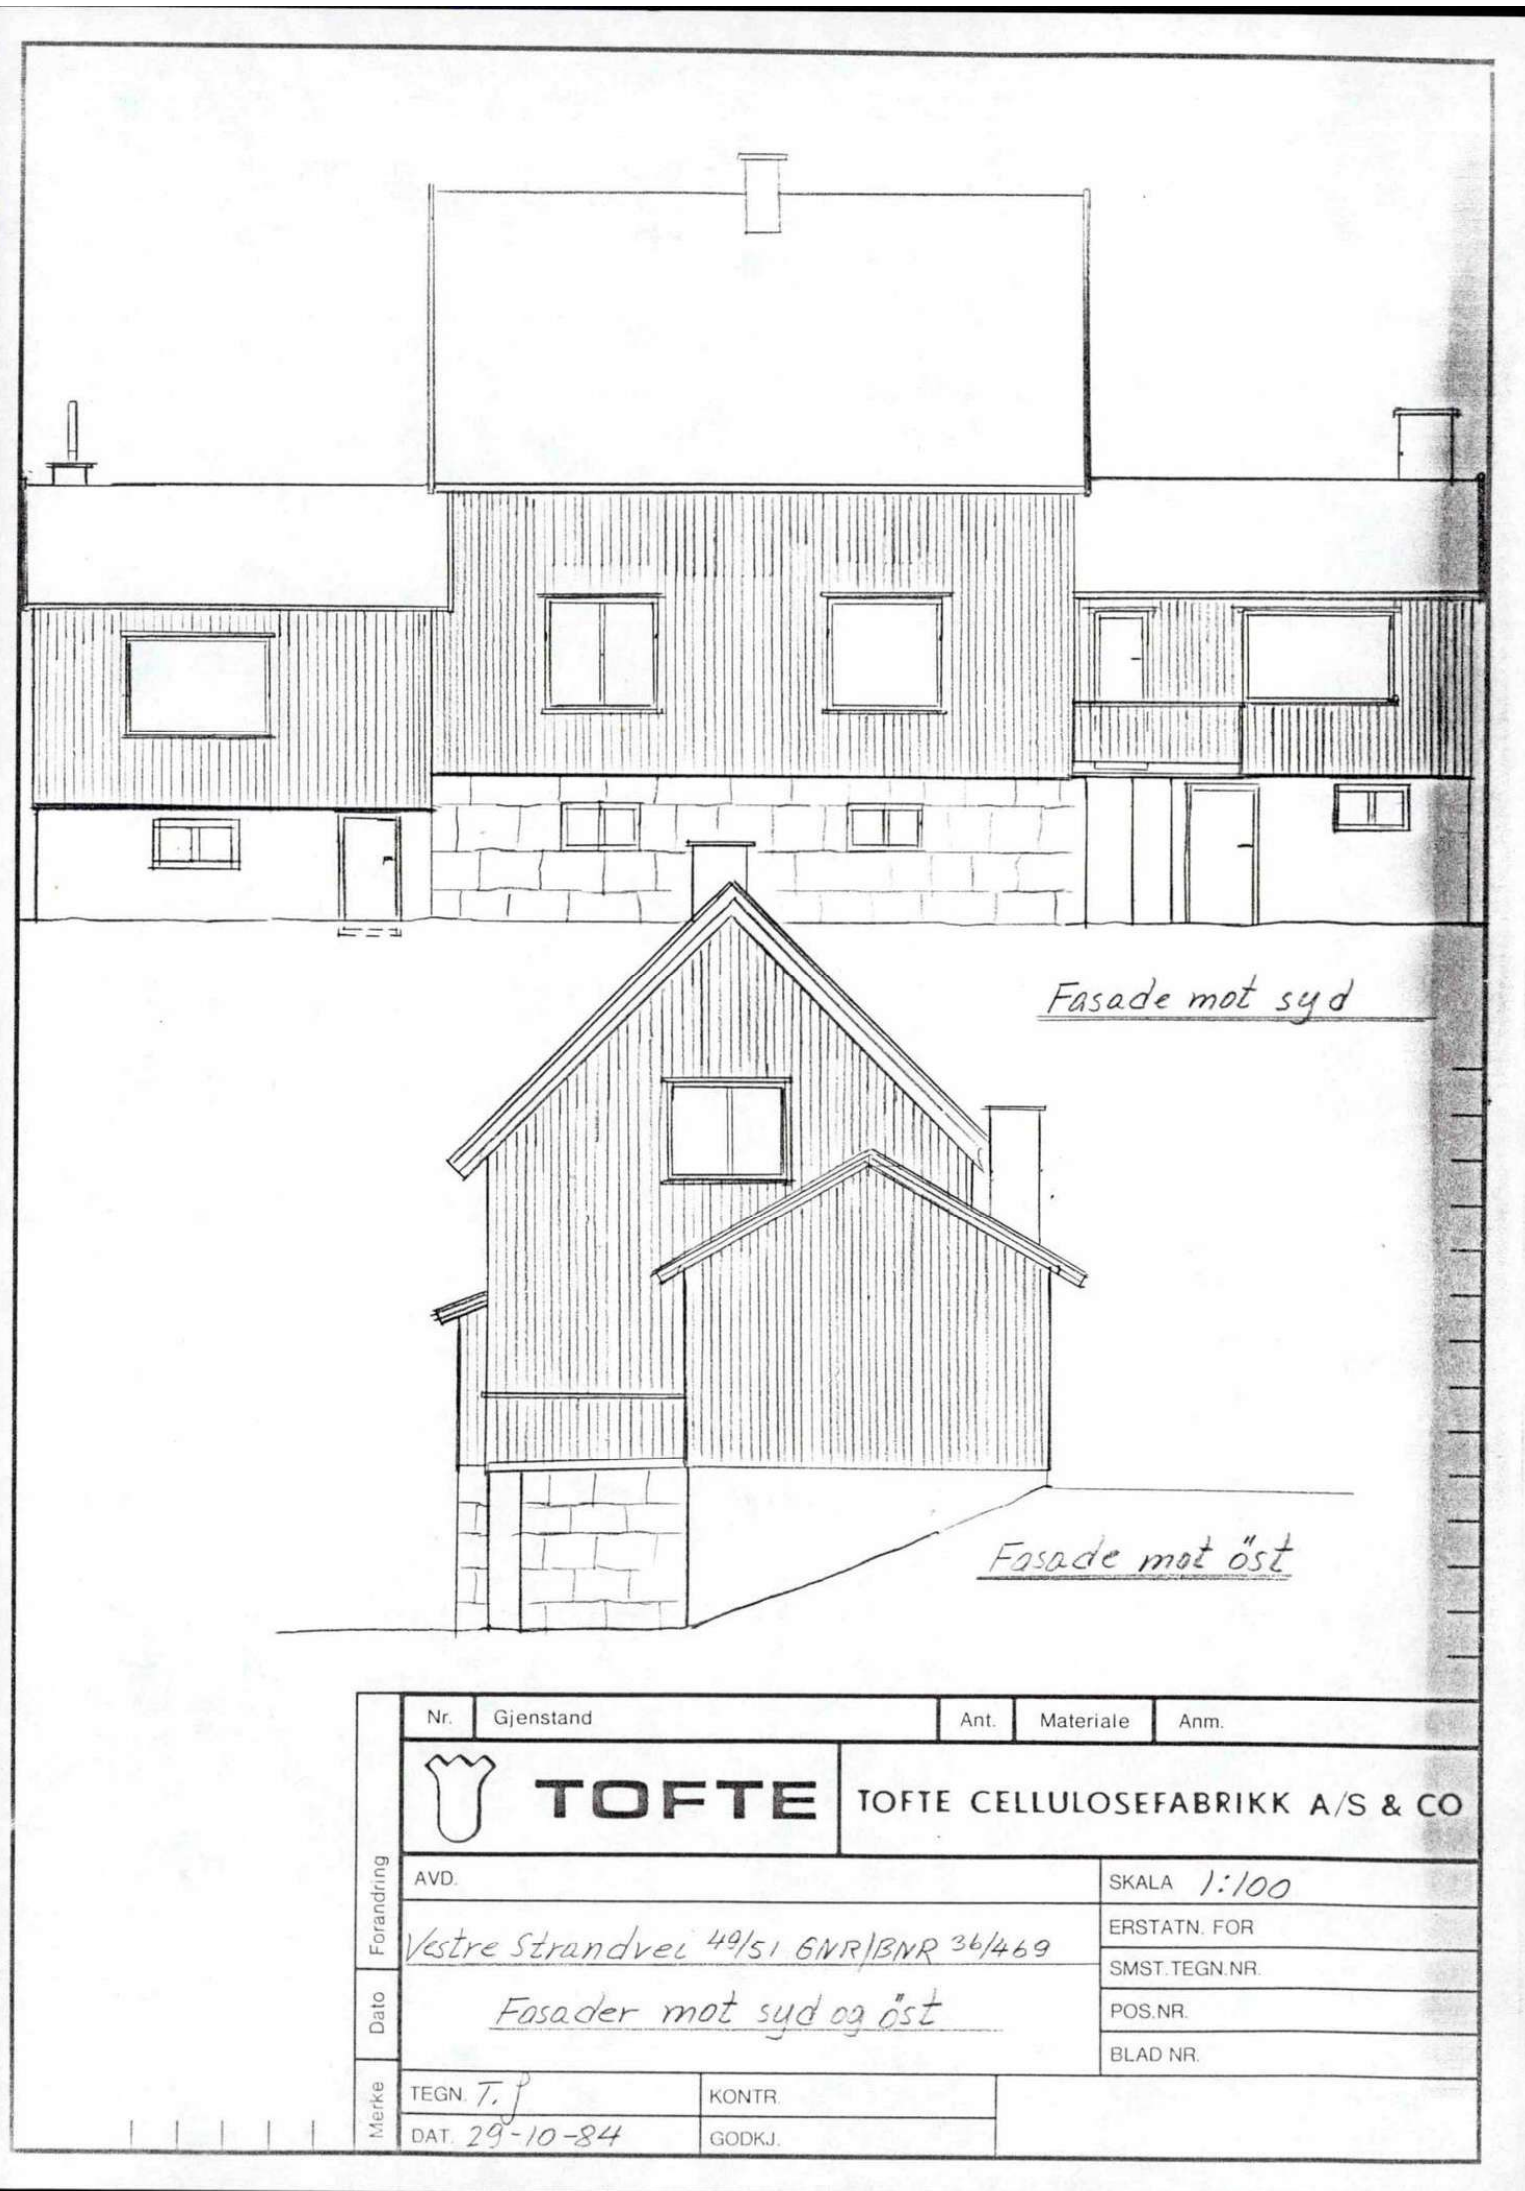 Fasade mot syd
Fasade mot öst
Nr. Gjenstand Ant. Materiale Anm.
TOFTE TOFTE CELLULOSEFABRIKK A/S & CO
AVD. SKALA 1:100
Vestre Strandvei 49/51 GNR/BNR 36/469
ERSTATN. FOR
SMST.TEGN.NR.
Fasader mot syd og öst
POS.NR.
BLAD NR.
TEGN. T.J KONTR.
DAT. 29-10-84 GODKJ.
Forandring
Dato
Merke